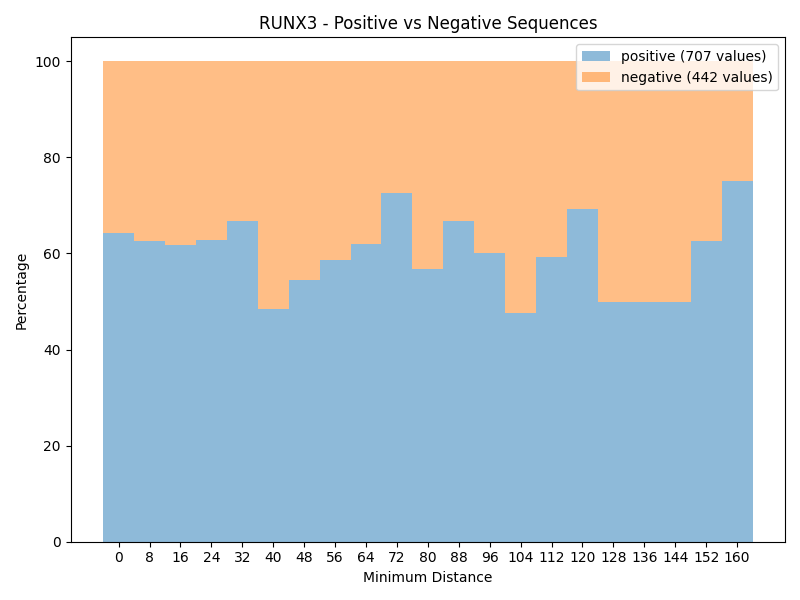 RUNX3 - Positive vs Negative Sequences
positive (707 values)
negative (442 values)
100
80
60
40
20
0
Percentage
0 8 16 24 32 40 48 56 64 72 80 88 96 104 112 120 128 136 144 152 160
Minimum Distance